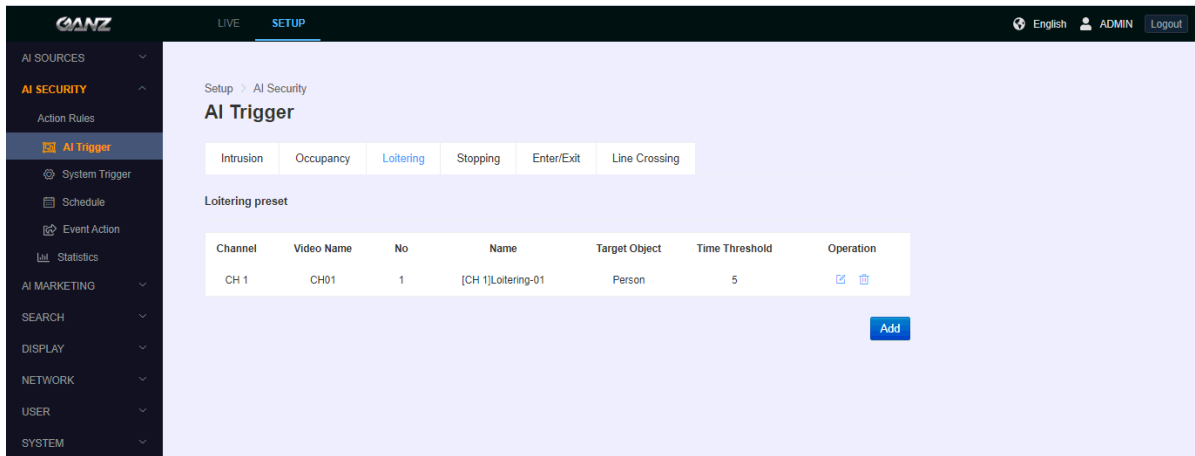 GANZ LIVE SETUP English ADMIN Logout
AI SOURCES
AI SECURITY
Action Rules
AI Trigger
System Trigger
Schedule
Event Action
Statistics
AI MARKETING
SEARCH
DISPLAY
NETWORK
USER
SYSTEM
Setup > AI Security
AI Trigger
Intrusion Occupancy Loitering Stopping Enter/Exit Line Crossing
Loitering preset
Channel Video Name No Name Target Object Time Threshold Operation
CH 1 CH01 1 [CH 1]Loitering-01 Person 5
Add